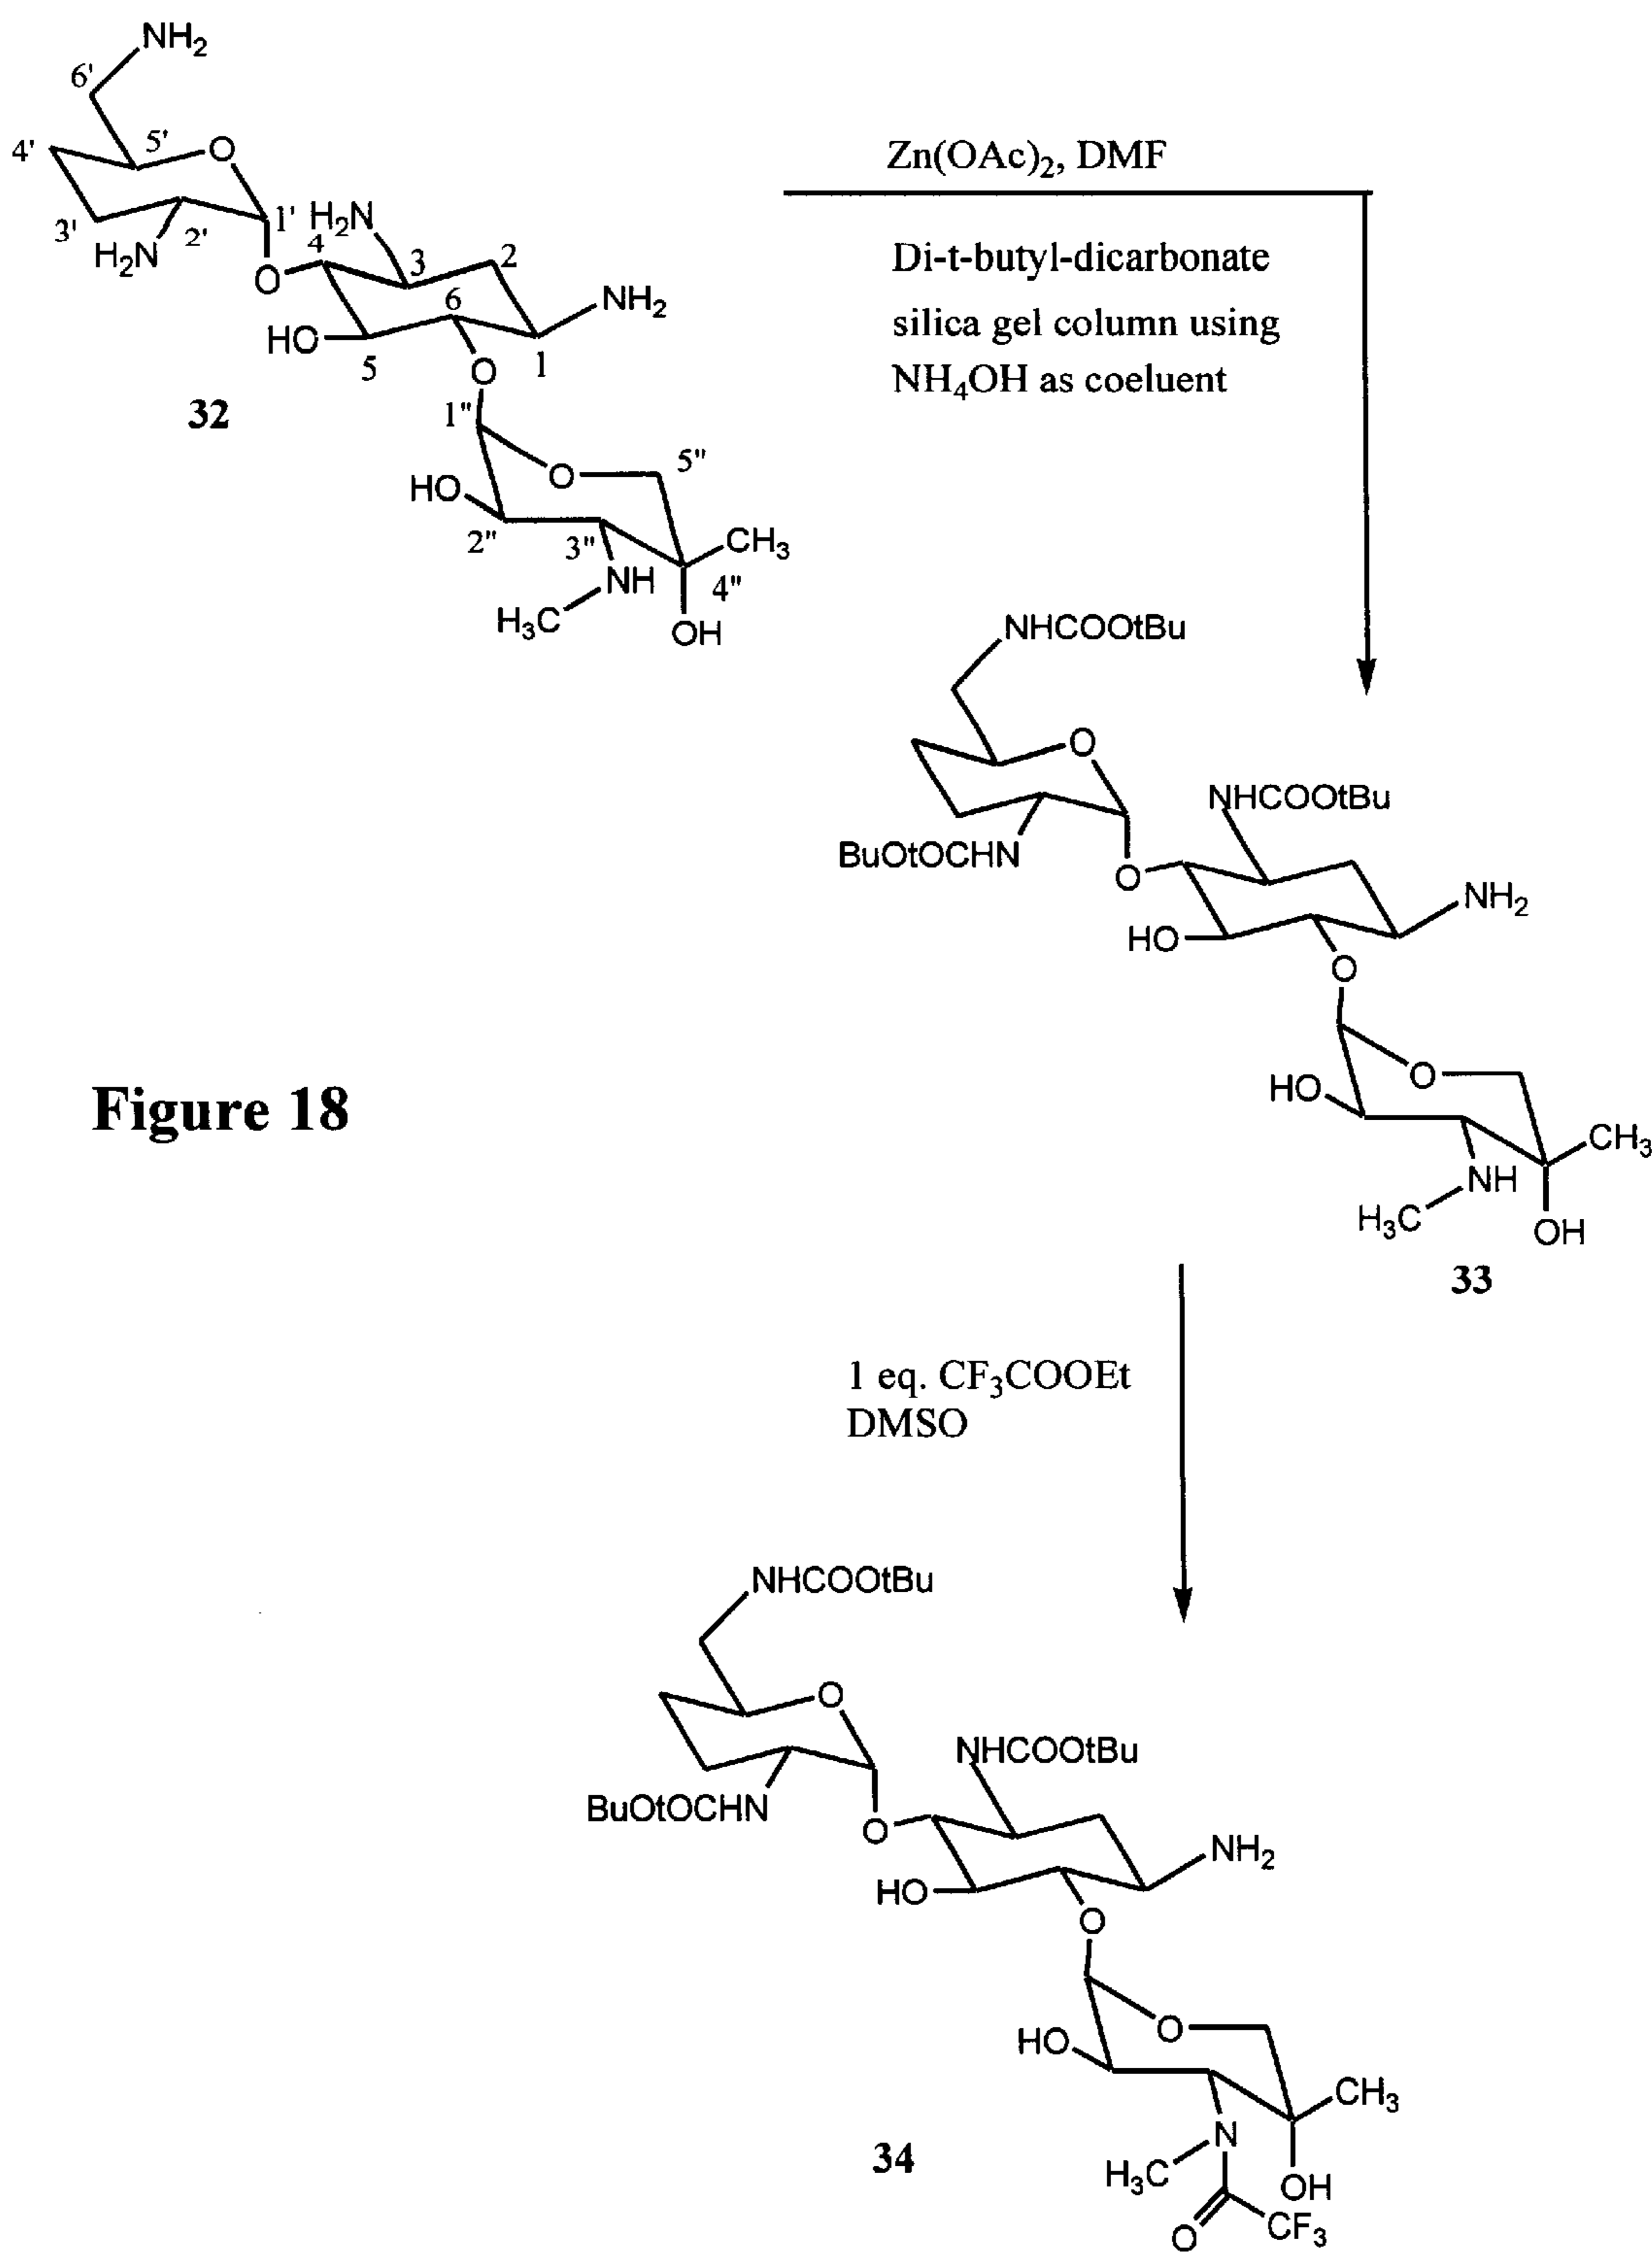 NH2
6'
4'
5'
O
3'
H2N
2'
1'
H2N
4
3
2
O
6
NH2
HO
5
O
1
32
1"
O
5"
HO
2"
3"
CH3
NH
4"
H3C
OH
Zn(OAc)2, DMF
Di-t-butyl-dicarbonate
silica gel column using
NH4OH as coeluent
NHCOOtBu
O
NHCOOtBu
BuOtOCHN
O
NH2
HO
O
O
HO
CH3
NH
H3C
OH
33
Figure 18
1 eq. CF3COOEt
DMSO
NHCOOtBu
O
NHCOOtBu
BuOtOCHN
O
NH2
HO
O
O
HO
CH3
N
H3C
OH
O
CF3
34